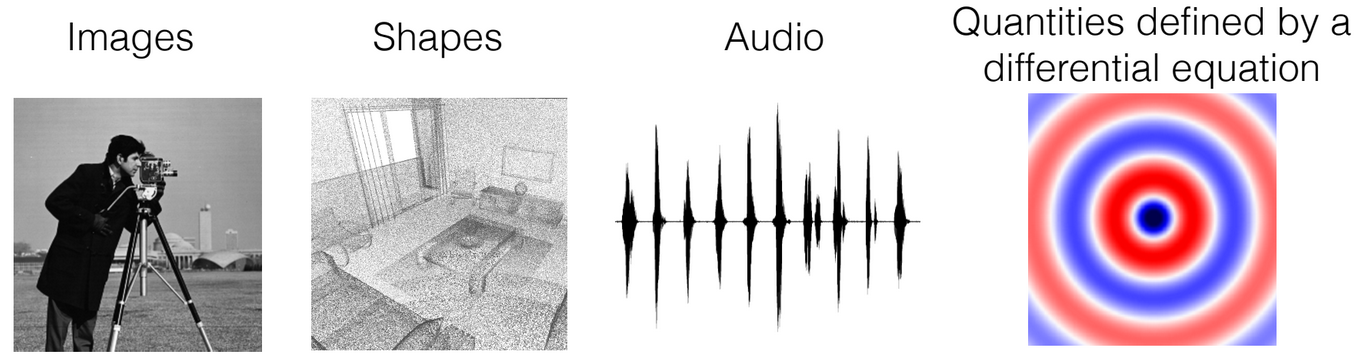 Images
Shapes
Audio
Quantities defined by a
differential equation